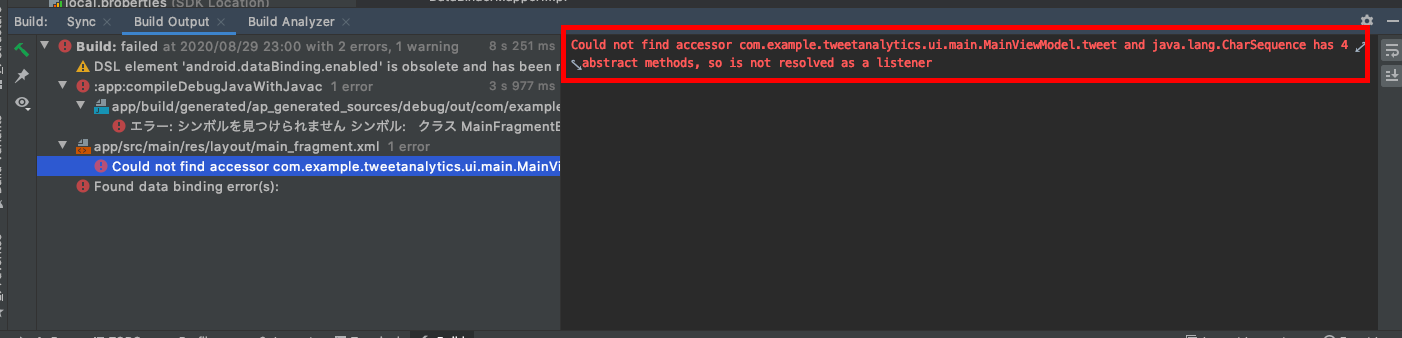 local.properties (SDK Location)
Build: Sync × Build Output × Build Analyzer ×
Build: failed at 2020/08/29 23:00 with 2 errors, 1 warning 8 s 251 ms
DSL element 'android.dataBinding.enabled' is obsolete and has been r
:app:compileDebugJavaWithJavac 1 error 3 s 977 ms
app/build/generated/ap_generated_sources/debug/out/com/example
エラー: シンボルを見つけられません シンボル: クラス MainFragmentB
app/src/main/res/layout/main_fragment.xml 1 error
Could not find accessor com.example.tweetanalytics.ui.main.MainVi
Found data binding error(s):
Could not find accessor com.example.tweetanalytics.ui.main.MainViewModel.tweet and java.lang.CharSequence has 4
abstract methods, so is not resolved as a listener